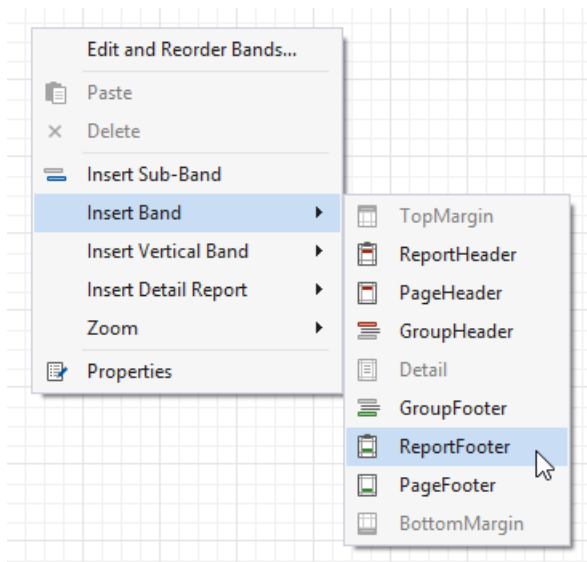 Edit and Reorder Bands...
Paste
Delete
Insert Sub-Band
Insert Band
Insert Vertical Band
Insert Detail Report
Zoom
Properties
TopMargin
ReportHeader
PageHeader
GroupHeader
Detail
GroupFooter
ReportFooter
PageFooter
BottomMargin